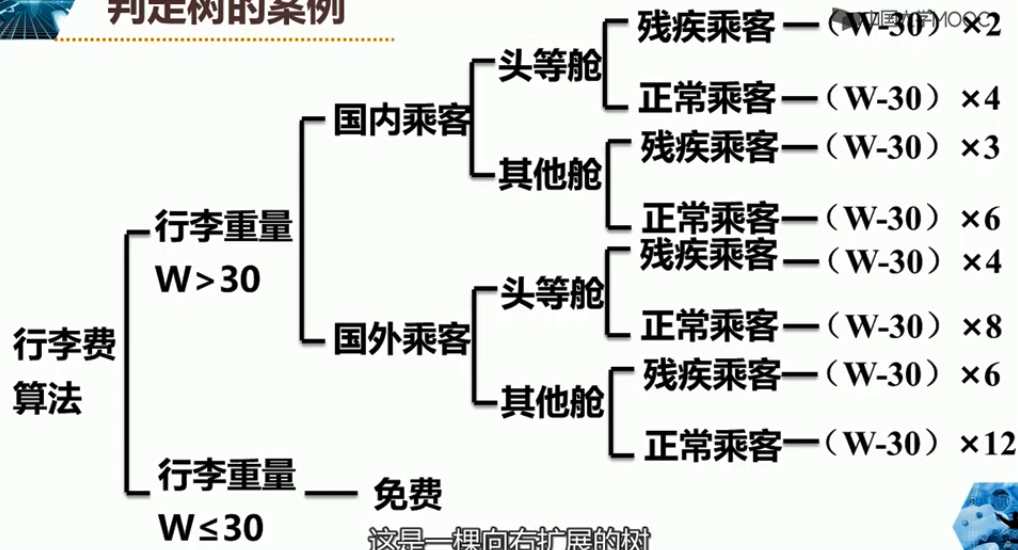 判定树的案例
中国大学MOOC
残疾乘客 — (W-30) ×2
头等舱
正常乘客 — (W-30) ×4
国内乘客
残疾乘客 — (W-30) ×3
其他舱
正常乘客 — (W-30) ×6
行李重量
W>30
残疾乘客 — (W-30) ×4
头等舱
正常乘客 — (W-30) ×8
国外乘客
行李费
算法
残疾乘客 — (W-30) ×6
其他舱
正常乘客 — (W-30) ×12
行李重量
W≤30
免费
这是一棵向右扩展的树